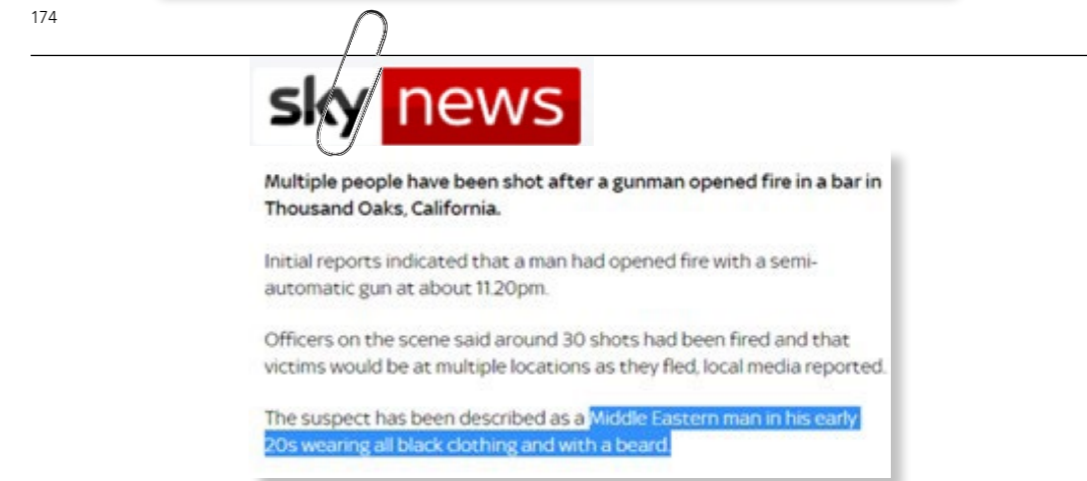 174
sky news
Multiple people have been shot after a gunman opened fire in a bar in
Thousand Oaks, California.
Initial reports indicated that a man had opened fire with a semi-
automatic gun at about 11.20pm.
Officers on the scene said around 30 shots had been fired and that
victims would be at multiple locations as they fled, local media reported.
The suspect has been described as a Middle Eastern man in his early
20s wearing all black clothing and with a beard.